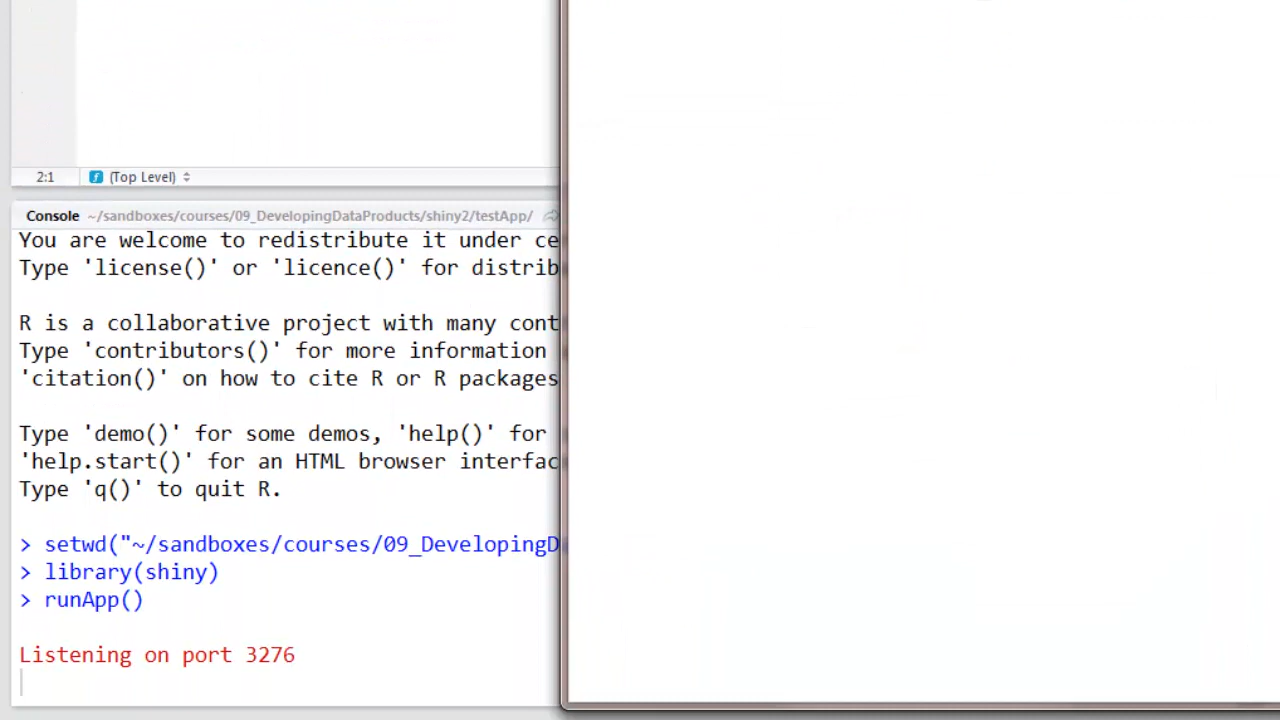 2:1 (Top Level)
Console ~/sandboxes/courses/09_DevelopingDataProducts/shiny2/testApp/
You are welcome to redistribute it under ce
Type 'license()' or 'licence()' for distrib
R is a collaborative project with many cont
Type 'contributors()' for more information
'citation()' on how to cite R or R packages
Type 'demo()' for some demos, 'help()' for
'help.start()' for an HTML browser interfac
Type 'q()' to quit R.
> setwd("~/sandboxes/courses/09_DevelopingD
> library(shiny)
> runApp()
Listening on port 3276